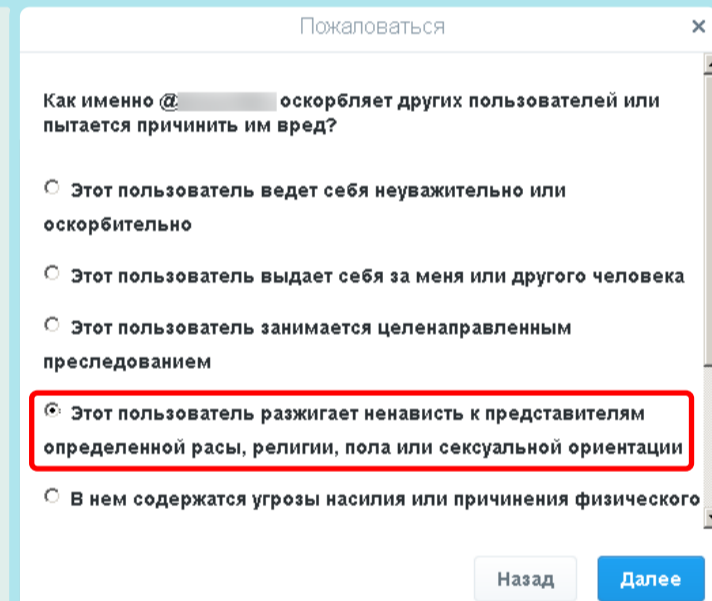 Пожаловаться
Как именно @ оскорбляет других пользователей или
пытается причинить им вред?
Этот пользователь ведет себя неуважительно или
оскорбительно
Этот пользователь выдает себя за меня или другого человека
Этот пользователь занимается целенаправленным
преследованием
Этот пользователь разжигает ненависть к представителям
определенной расы, религии, пола или сексуальной ориентации
В нем содержатся угрозы насилия или причинения физического
Назад Далее